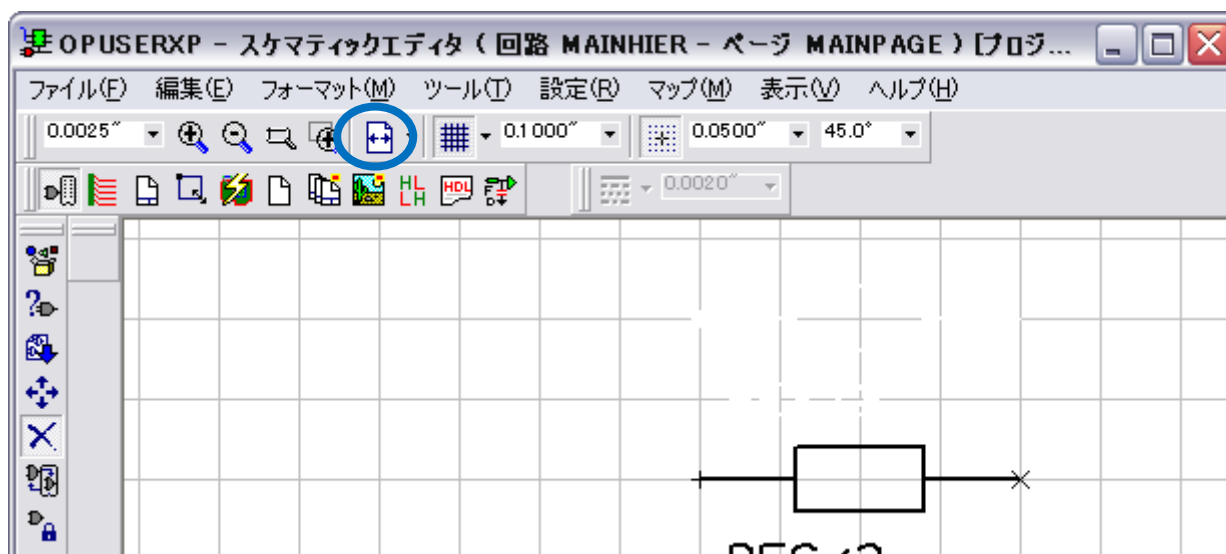 OPUSERXP - スケマティックエディタ ( 回路 MAINHIER - ページ MAINPAGE ) [プロジ...
ファイル(F) 編集(E) フォーマット(M) ツール(T) 設定(R) マップ(M) 表示(V) ヘルプ(H)
0.0025" 0.1000" 0.0500" 45.0°
HL LH HDL 0.0020"